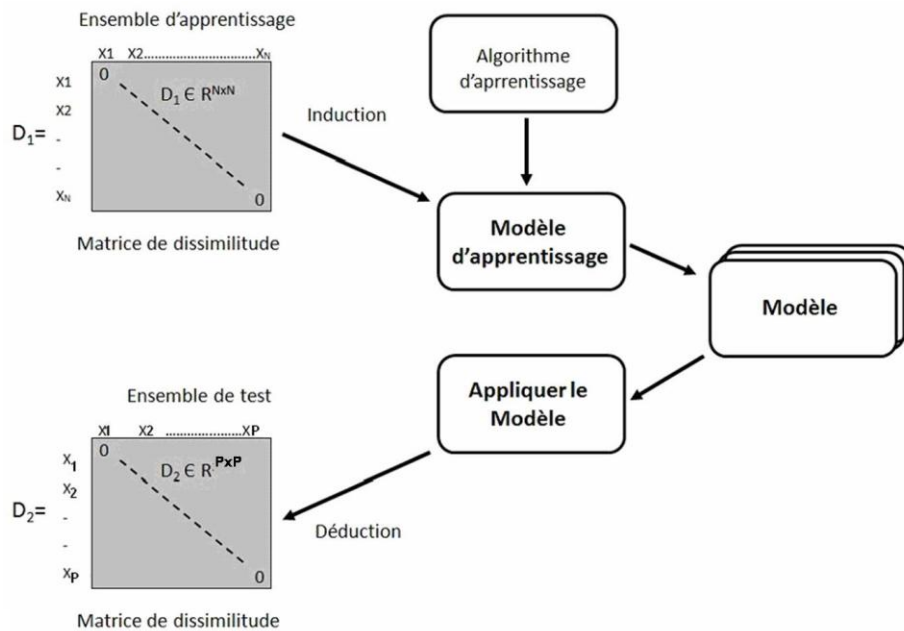 Ensemble d'apprentissage
X1 X2..............................XN
X1
X2
-
-
XN
D1=
0
D1 ∈ R^NxN
0
Matrice de dissimilitude
Induction
Algorithme
d'aprrentissage
Modèle
d'apprentissage
Modèle
Appliquer le
Modèle
Ensemble de test
X1 X2 ....................XP
X1
X2
-
-
XP
D2=
0
D2 ∈ R^PxP
0
Déduction
Matrice de dissimilitude